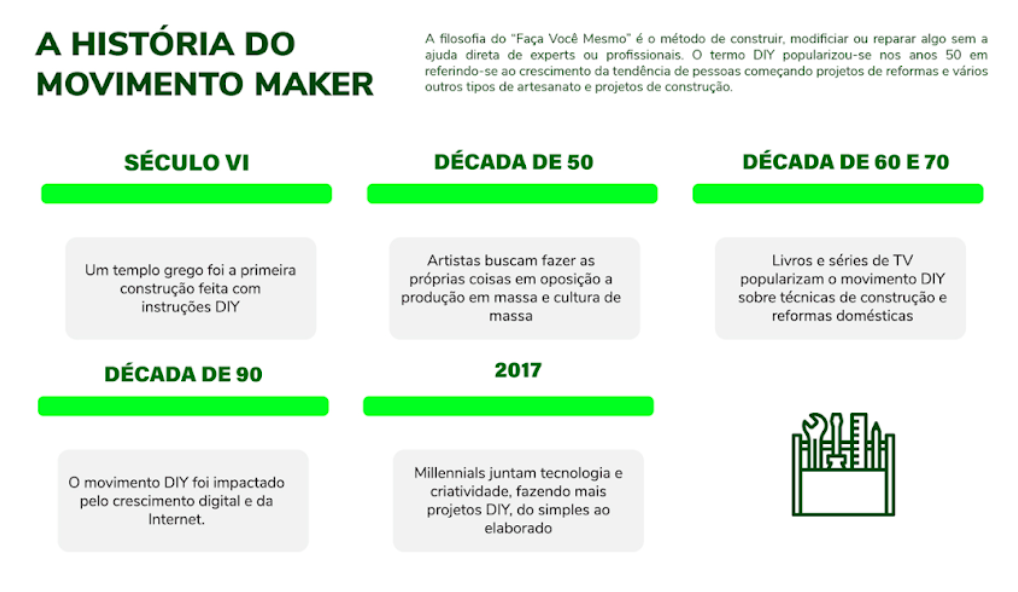 A HISTÓRIA DO
MOVIMENTO MAKER
A filosofia do "Faça Você Mesmo" é o método de construir, modificiar ou reparar algo sem a
ajuda direta de experts ou profissionais. O termo DIY popularizou-se nos anos 50 em
referindo-se ao crescimento da tendência de pessoas começando projetos de reformas e vários
outros tipos de artesanato e projetos de construção.
SÉCULO VI
Um templo grego foi a primeira
construção feita com
instruções DIY
DÉCADA DE 50
Artistas buscam fazer as
próprias coisas em oposição a
produção em massa e cultura de
massa
DÉCADA DE 60 E 70
Livros e séries de TV
popularizam o movimento DIY
sobre técnicas de construção e
reformas domésticas
DÉCADA DE 90
O movimento DIY foi impactado
pelo crescimento digital e da
Internet.
2017
Millennials juntam tecnologia e
criatividade, fazendo mais
projetos DIY, do simples ao
elaborado